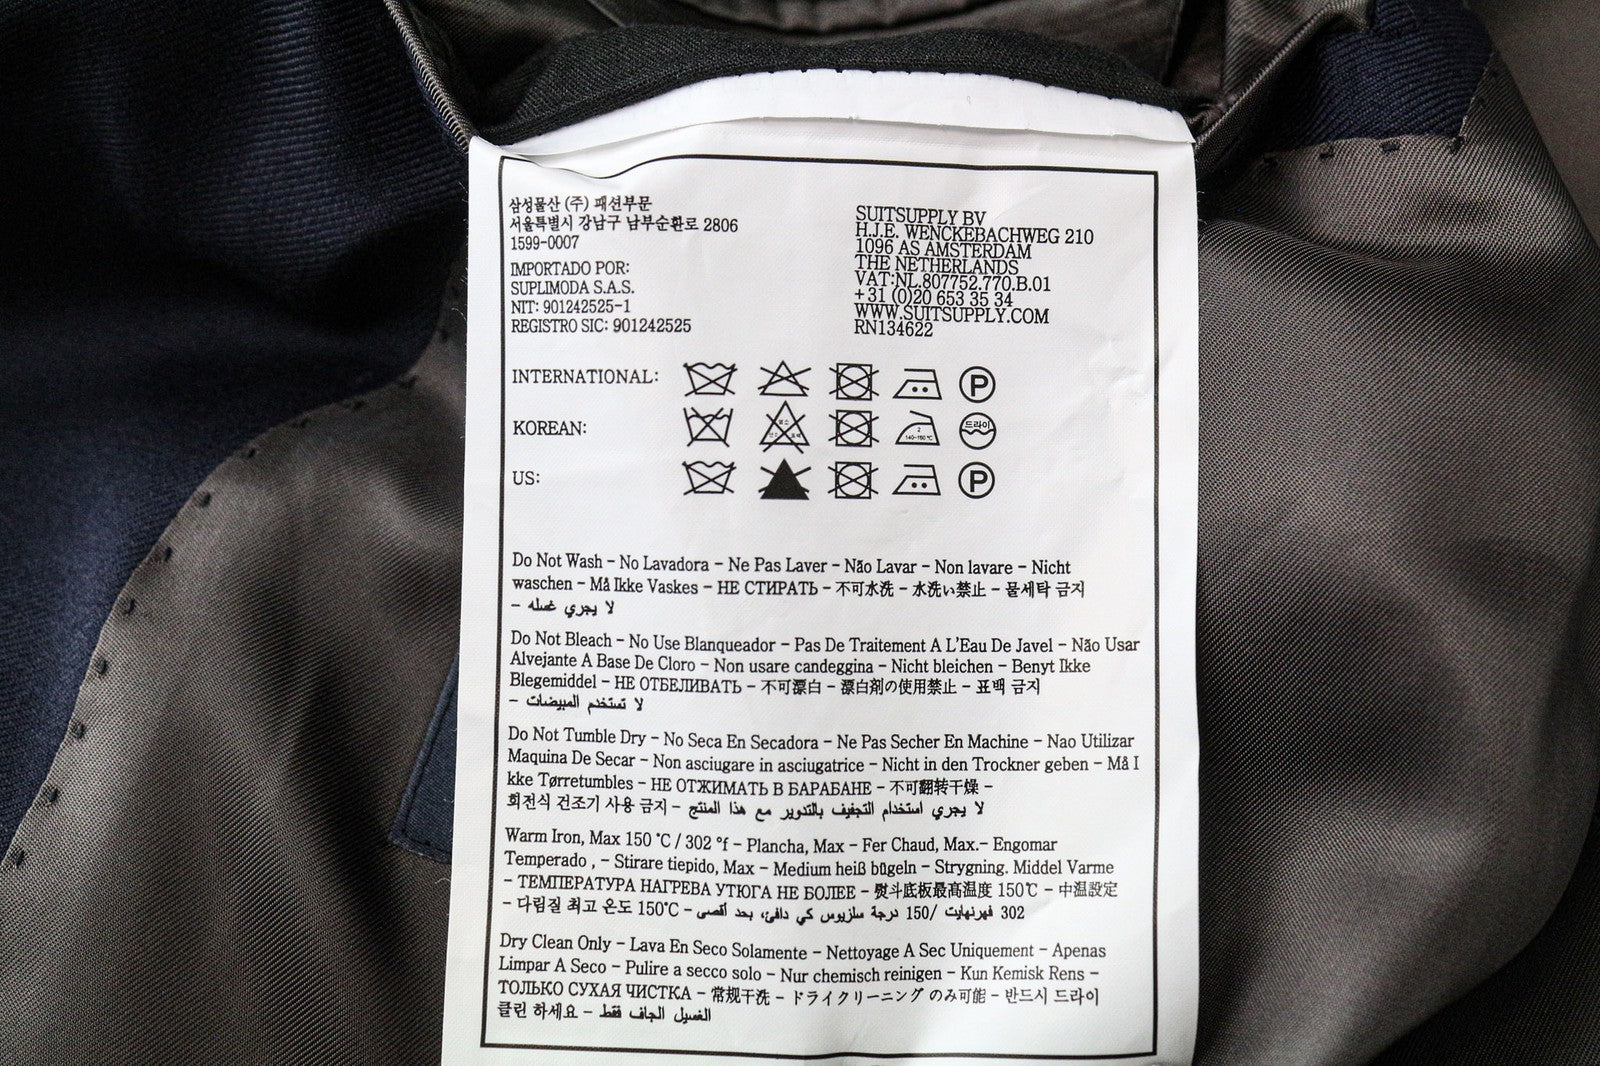 삼성물산 (주) 패션부문
서울특별시 강남구 남부순환로 2806
1599-0007
IMPORTADO POR:
SUPLIMODA S.A.S.
NIT: 901242525-1
REGISTRO SIC: 901242525
SUITSUPPLY BV
H.J.E. WENCKEBACHWEG 210
1096 AS AMSTERDAM
THE NETHERLANDS
VAT:NL.807752.770.B.01
+31 (0)20 653 35 34
WWW.SUITSUPPLY.COM
RN134622
INTERNATIONAL:
P
KOREAN:
2
140~160 °C
드라이
US:
P
Do Not Wash - No Lavadora - Ne Pas Laver - Não Lavar - Non lavare - Nicht
waschen - Må Ikke Vaskes - НЕ СТИРАТЬ - 不可水洗 - 水洗い禁止 - 물세탁 금지
- لا يجري غسله
Do Not Bleach - No Use Blanqueador - Pas De Traitement A L'Eau De Javel - Não Usar
Alvejante A Base De Cloro - Non usare candeggina - Nicht bleichen - Benyt Ikke
Blegemiddel - НЕ ОТБЕЛИВАТЬ - 不可漂白 - 漂白剤の使用禁止 - 표백 금지
- لا تستخدم المبيضات
Do Not Tumble Dry - No Seca En Secadora - Ne Pas Secher En Machine - Nao Utilizar
Maquina De Secar - Non asciugare in asciugatrice - Nicht in den Trockner geben - Må I
kke Tørretumbles - НЕ ОТЖИМАТЬ В БАРАБАНЕ - 不可翻转干燥 -
회전식 건조기 사용 금지 - لا يجري استخدام التجفيف بالتدوير مع هذا المنتج
Warm Iron, Max 150 °C / 302 °f - Plancha, Max - Fer Chaud, Max.- Engomar
Temperado , - Stirare tiepido, Max - Medium heiß bügeln - Strygning. Middel Varme
- ТЕМПЕРАТУРА НАГРЕВА УТЮГА НЕ БОЛЕЕ - 熨斗底板最高温度 150℃ - 中温設定
- 다림질 최고 온도 150°C - كي دافئ، بحد أقصى 150 درجة سلزيوس/ 302 فهرنهايت
Dry Clean Only - Lava En Seco Solamente - Nettoyage A Sec Uniquement - Apenas
Limpar A Seco - Pulire a secco solo - Nur chemisch reinigen - Kun Kemisk Rens -
ТОЛЬКО СУХАЯ ЧИСТКА - 常规干洗 - ドライクリーニング のみ可能 - 반드시 드라이
클린 하세요 - الغسيل الجاف فقط